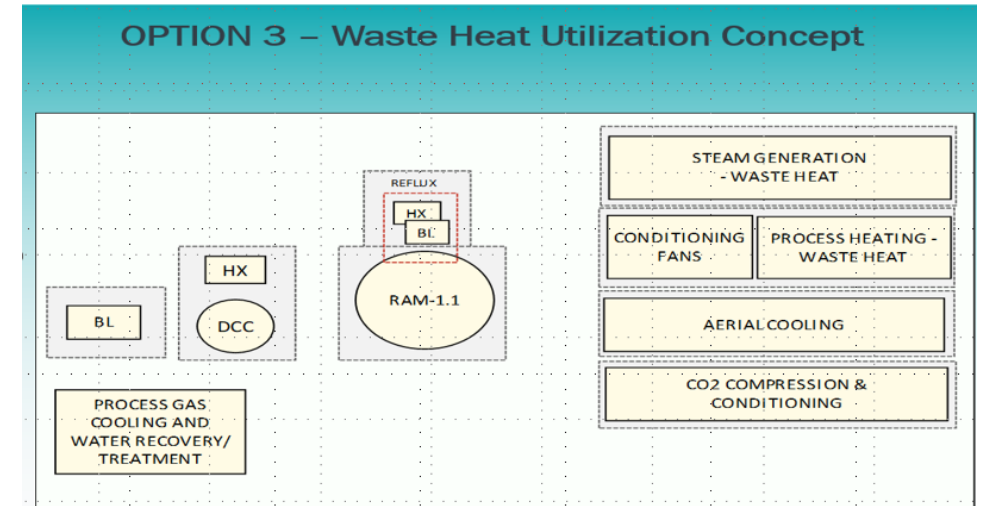 OPTION 3 – Waste Heat Utilization Concept
STEAM GENERATION
- WASTE HEAT
REFLUX
HX
BL
CONDITIONING
FANS
PROCESS HEATING -
WASTE HEAT
HX
RAM-1.1
BL
DCC
AERIAL COOLING
CO2 COMPRESSION &
CONDITIONING
PROCESS GAS
COOLING AND
WATER RECOVERY/
TREATMENT